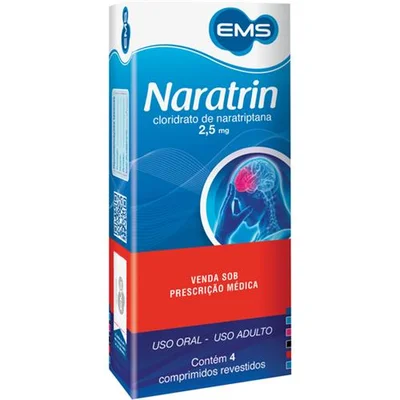 EMS
Naratrin
cloridrato de naratriptana
2,5 mg
VENDA SOB
PRESCRIÇÃO MÉDICA
USO ORAL - USO ADULTO
Contém 4
comprimidos revestidos